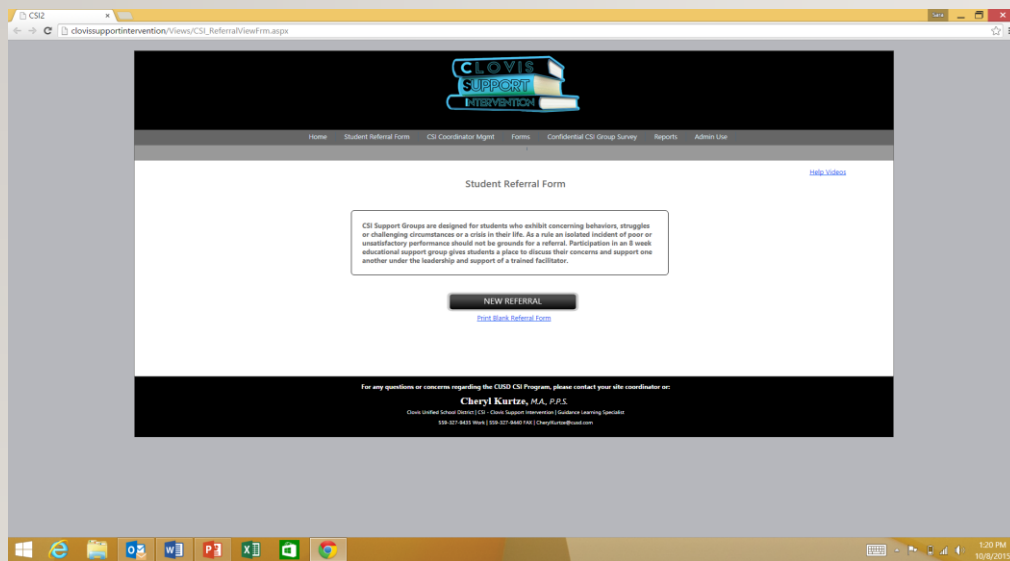 CSI2
Sara
clovissupportintervention/Views/CSI_ReferralViewFrm.aspx
CLOVIS
SUPPORT
INTERVENTION
Home Student Referral Form CSI Coordinator Mgmt Forms Confidential CSI Group Survey Reports Admin Use
Help Videos
Student Referral Form
CSI Support Groups are designed for students who exhibit concerning behaviors, struggles
or challenging circumstances or a crisis in their life. As a rule an isolated incident of poor or
unsatisfactory performance should not be grounds for a referral. Participation in an 8 week
educational support group gives students a place to discuss their concerns and support one
another under the leadership and support of a trained facilitator.
NEW REFERRAL
Print Blank Referral Form
For any questions or concerns regarding the CUSD CSI Program, please contact your site coordinator or:
Cheryl Kurtze, M.A., P.P.S.
Clovis Unified School District | CSI - Clovis Support Intervention | Guidance Learning Specialist
559-327-9435 Work | 559-327-9440 FAX | CherylKurtze@cusd.com
1:20 PM
10/8/2015